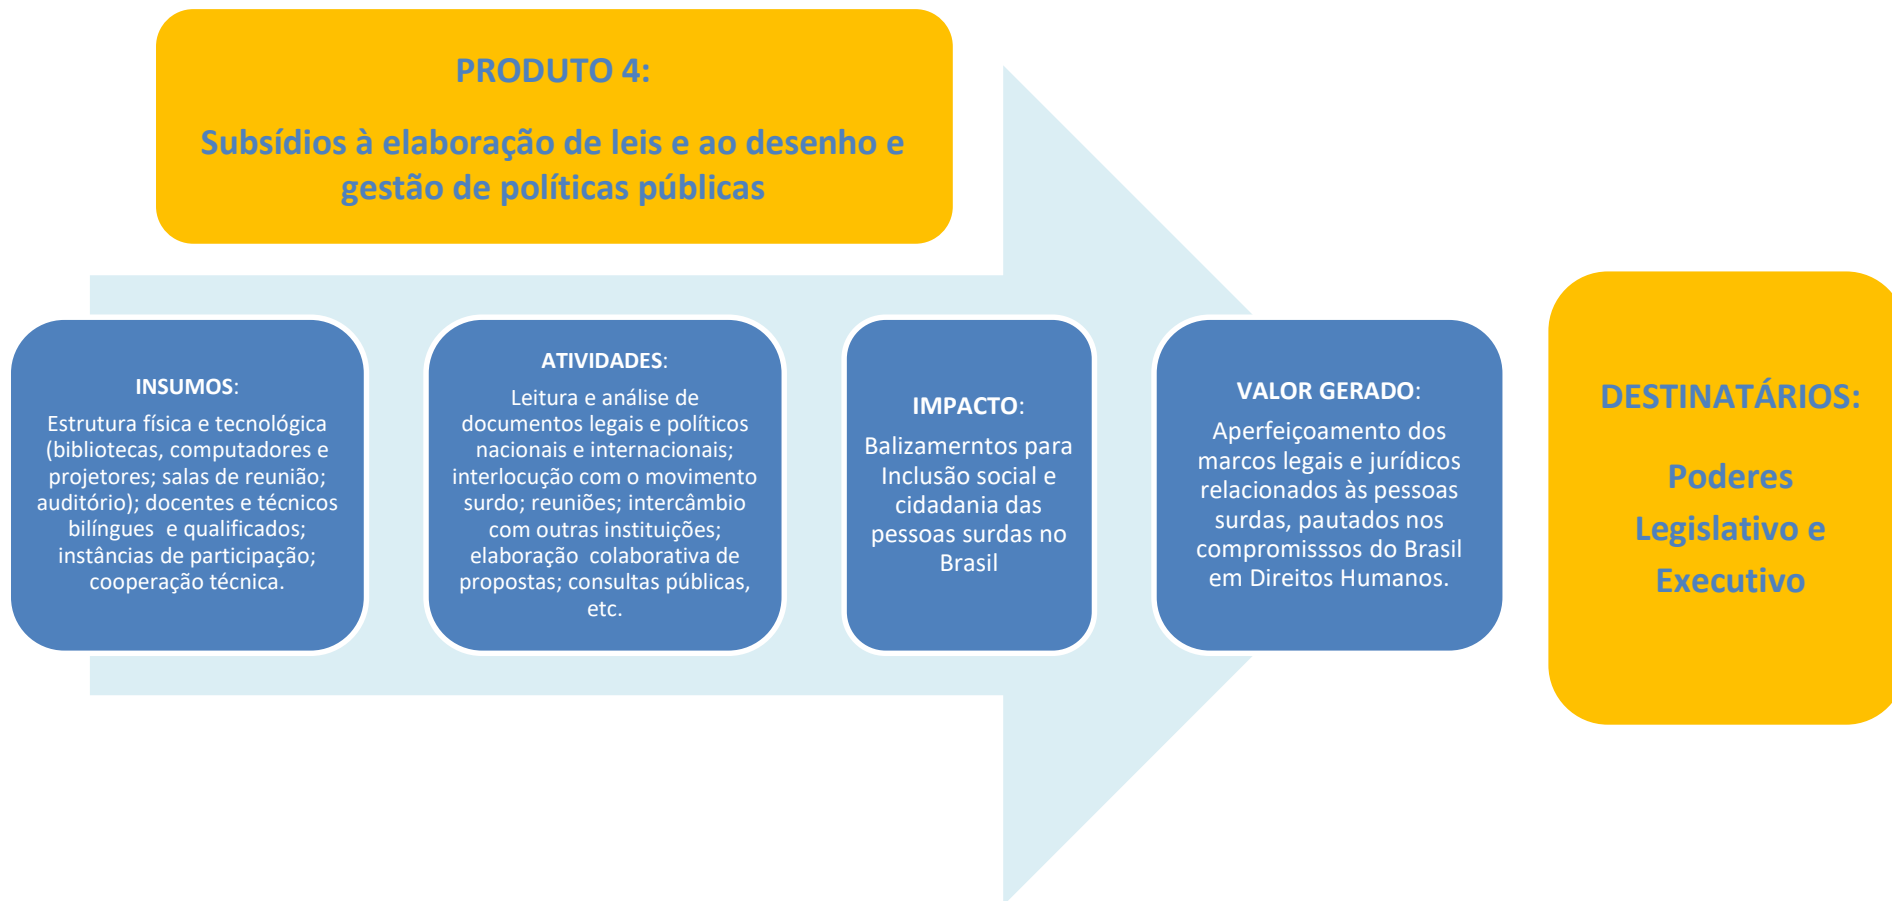 PRODUTO 4:
Subsídios à elaboração de leis e ao desenho e
gestão de políticas públicas
INSUMOS:
Estrutura física e tecnológica
(bibliotecas, computadores e
projetores; salas de reunião;
auditório); docentes e técnicos
bilíngues e qualificados;
instâncias de participação;
cooperação técnica.
ATIVIDADES:
Leitura e análise de
documentos legais e políticos
nacionais e internacionais;
interlocução com o movimento
surdo; reuniões; intercâmbio
com outras instituições;
elaboração colaborativa de
propostas; consultas públicas,
etc.
IMPACTO:
Balizamerntos para
Inclusão social e
cidadania das
pessoas surdas no
Brasil
VALOR GERADO:
Aperfeiçoamento dos
marcos legais e jurídicos
relacionados às pessoas
surdas, pautados nos
compromisssos do Brasil
em Direitos Humanos.
DESTINATÁRIOS:
Poderes
Legislativo e
Executivo